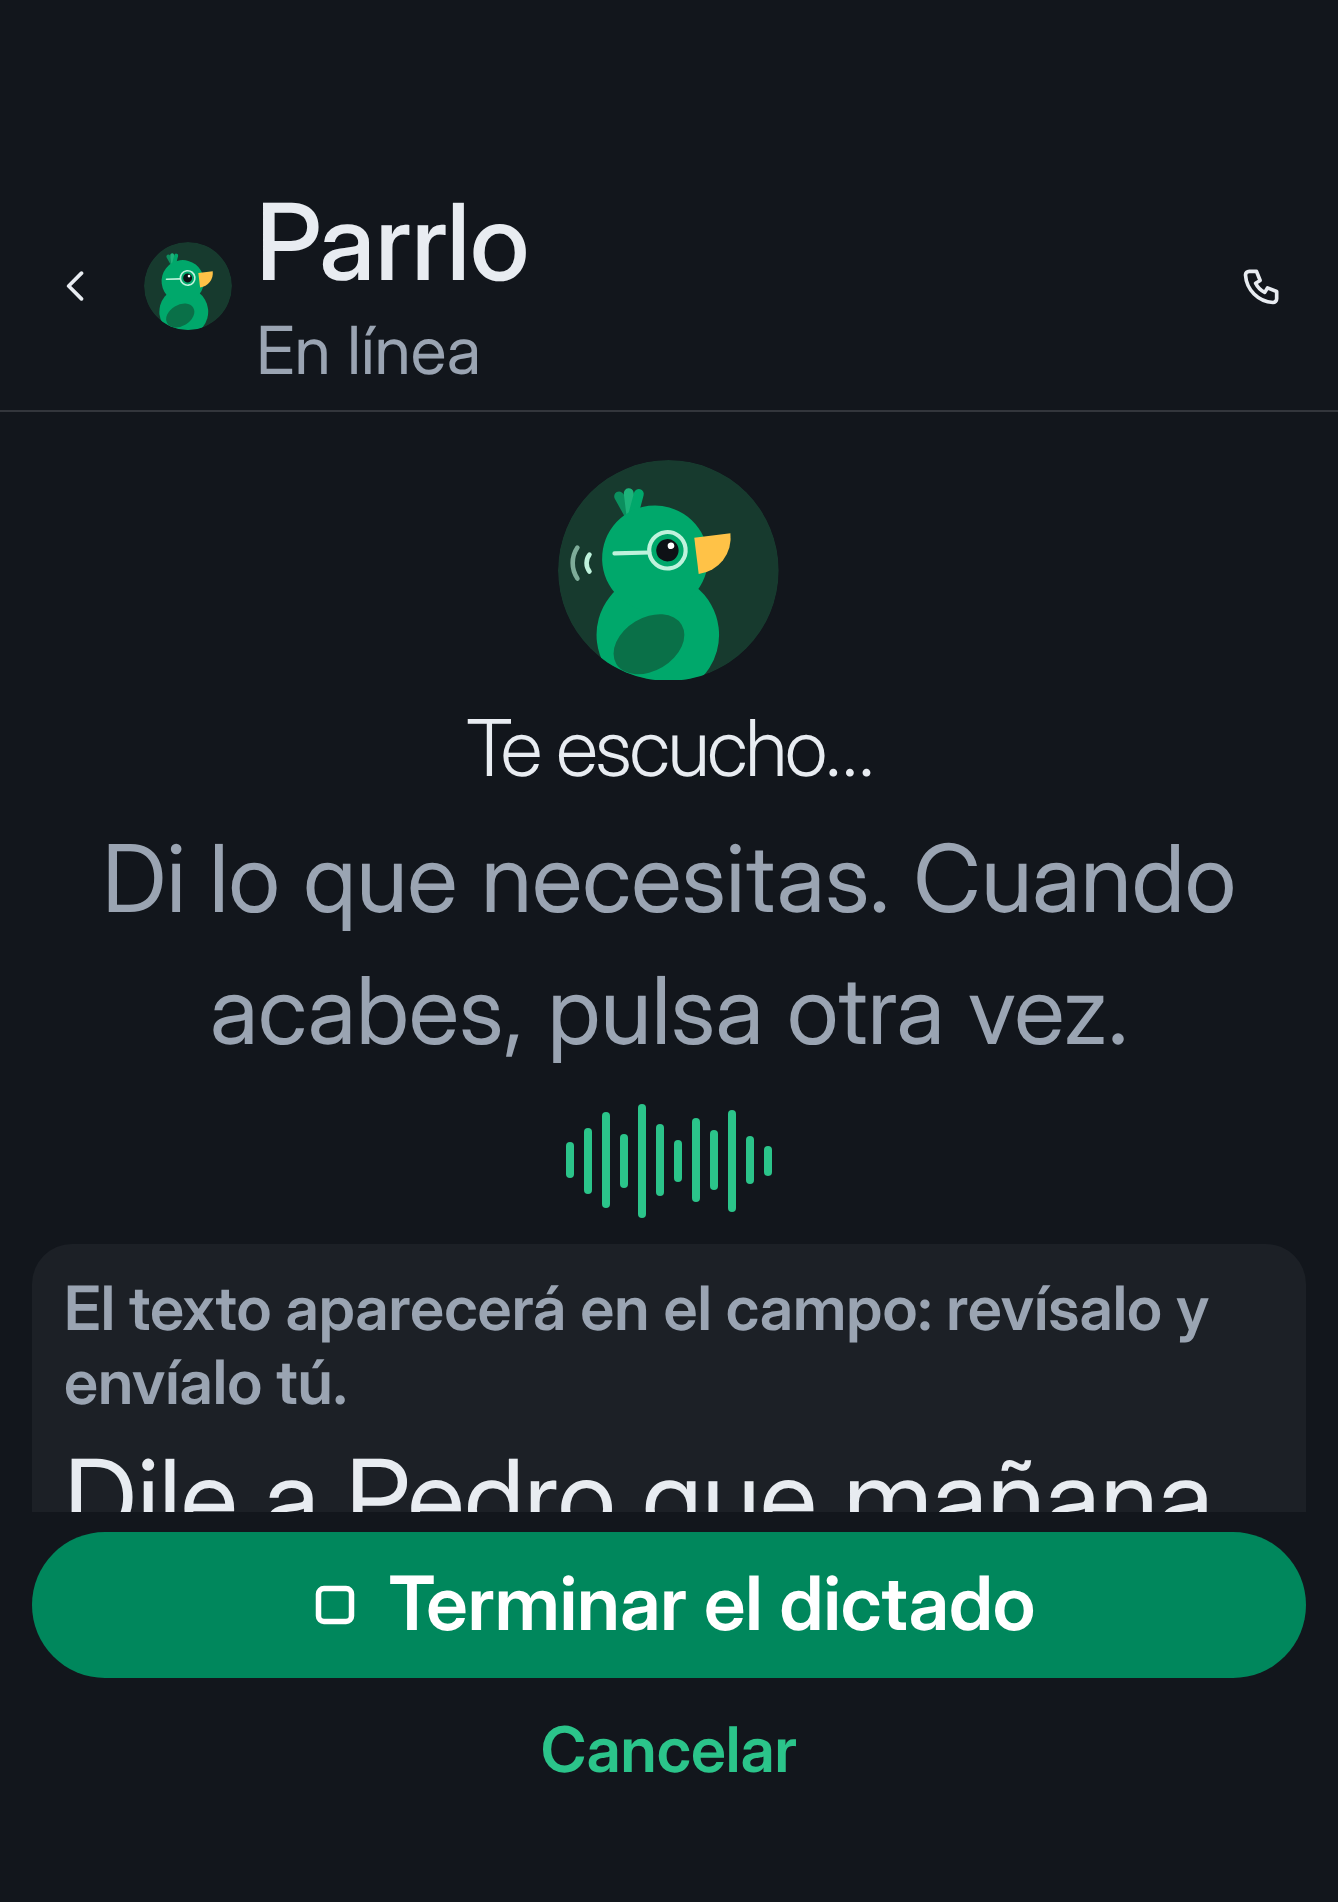 Parrlo
En línea
Te escucho...
Di lo que necesitas. Cuando
acabes, pulsa otra vez.
El texto aparecerá en el campo: revísalo y
envíalo tú.
Dile a Pedro que mañana
Terminar el dictado
Cancelar